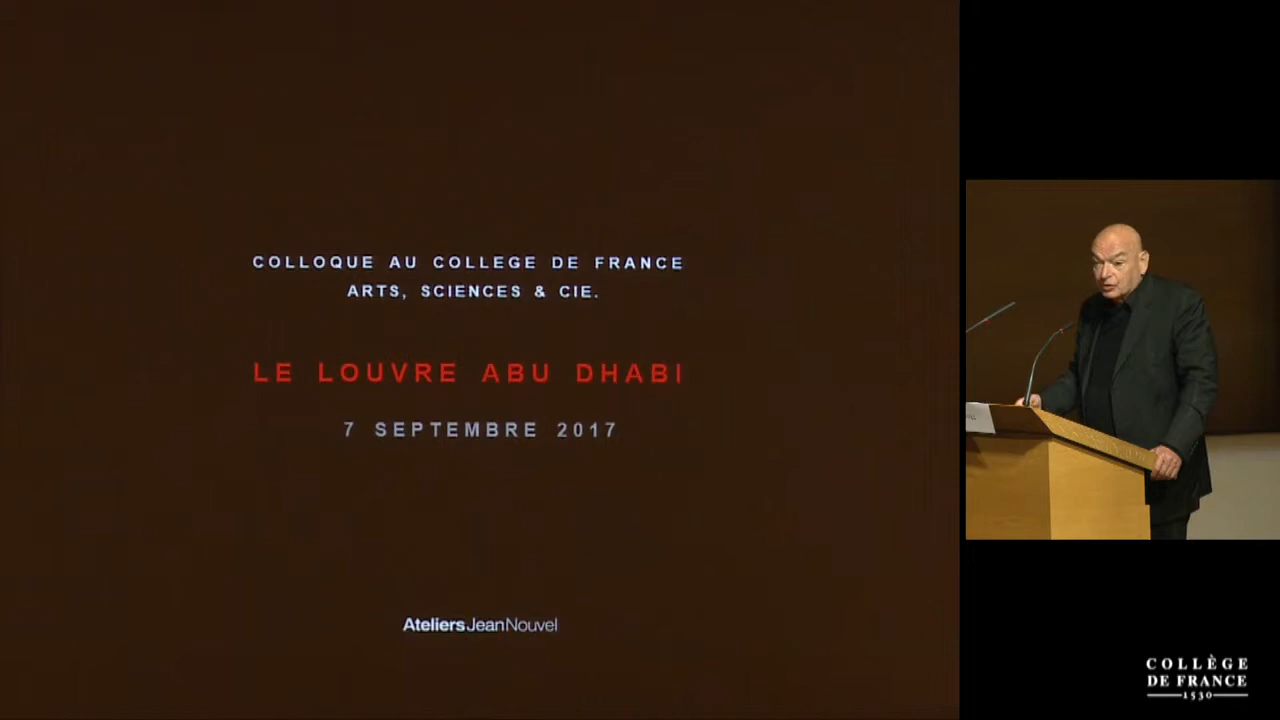 COLLOQUE AU COLLEGE DE FRANCE
ARTS, SCIENCES & CIE.
LE LOUVRE ABU DHABI
7 SEPTEMBRE 2017
AteliersJeanNouvel
COLLÈGE
DE FRANCE
1530